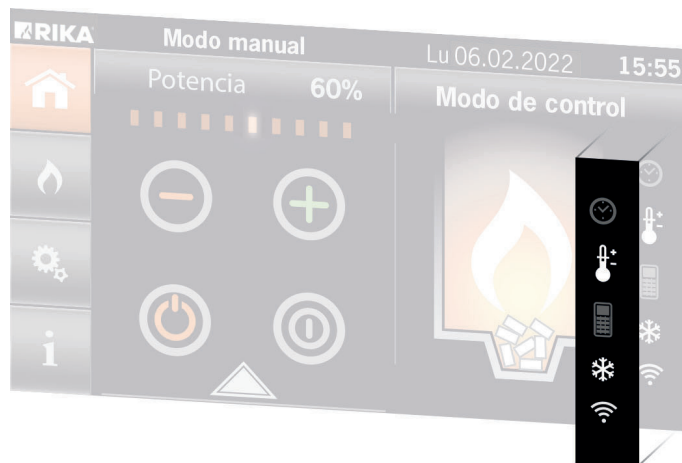 RIKA
Modo manual
Lu 06.02.2022
15:55
Potencia
60%
Modo de control
i